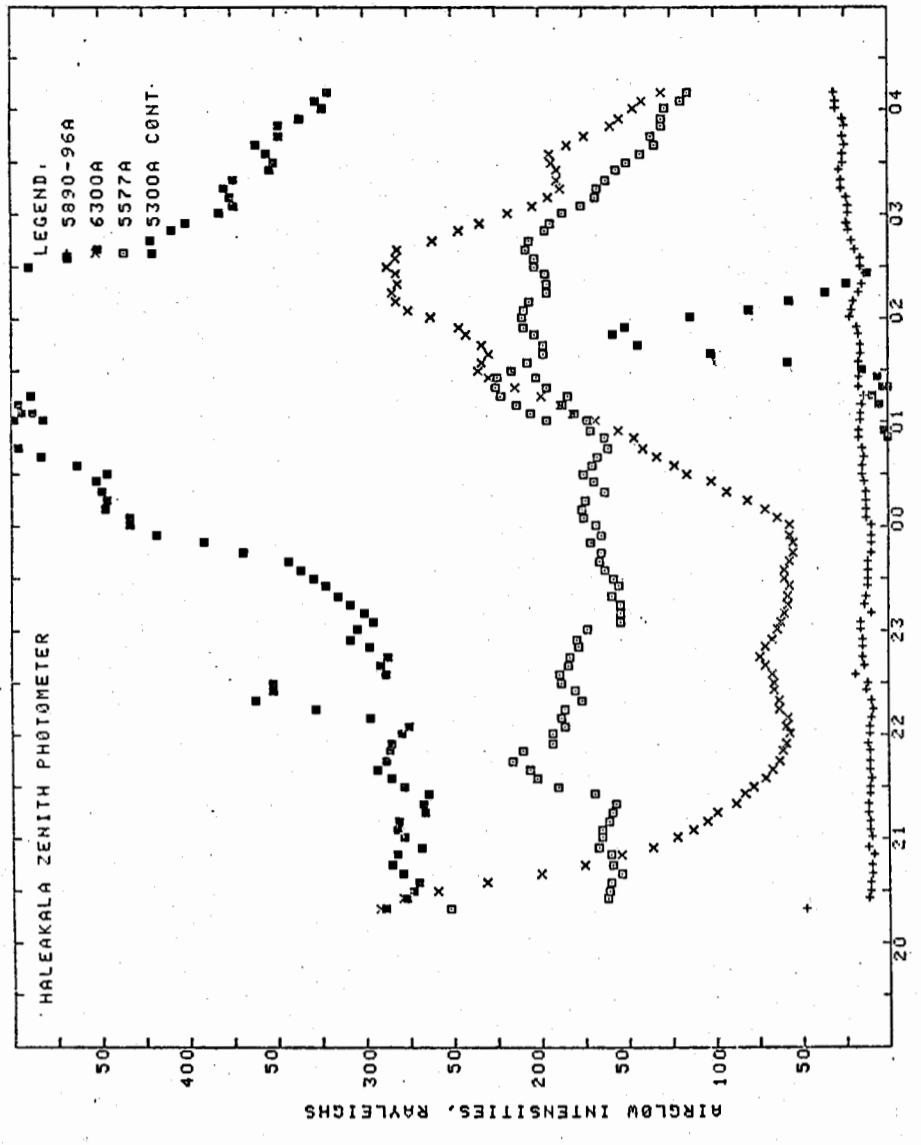 HALEAKALA ZENITH PHOTOMETER
LEGEND.
5890-96A
6300A
5577A
5300A CONT.
AIRGLOW INTENSITIES, RAYLEIGHS
50
400
50
300
50
200
50
100
50
20
21
22
23
00
01
02
03
04